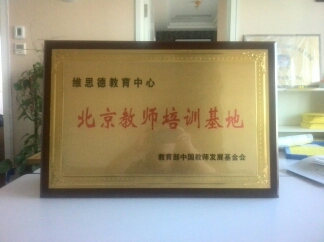 维思德教育中心
北京教师培训基地
教育部中国教师发展基金会